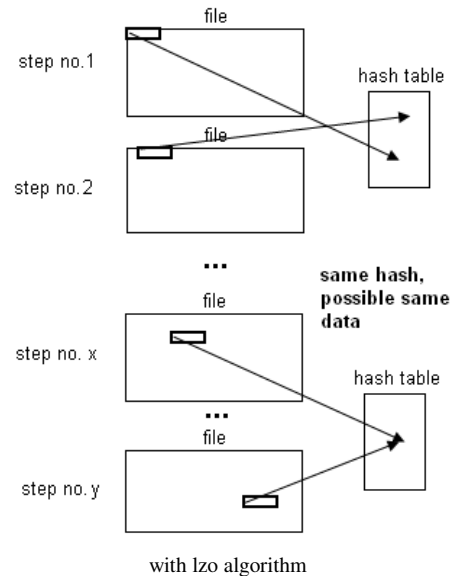 file
step no.1
hash table
file
step no.2
...
same hash,
possible same
data
file
step no. x
hash table
...
file
step no.y
with lzo algorithm